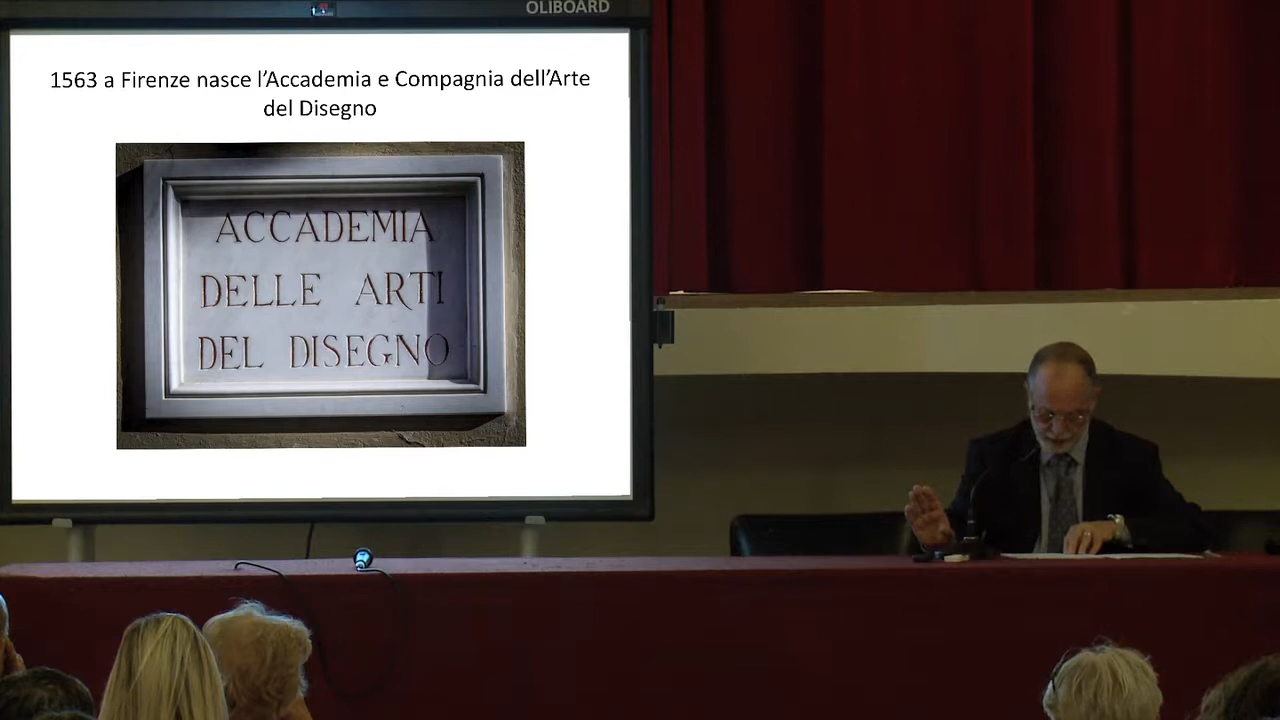 OLIBOARD
1563 a Firenze nasce l’Accademia e Compagnia dell’Arte
del Disegno
ACCADEMIA
DELLE ARTI
DEL DISEGNO